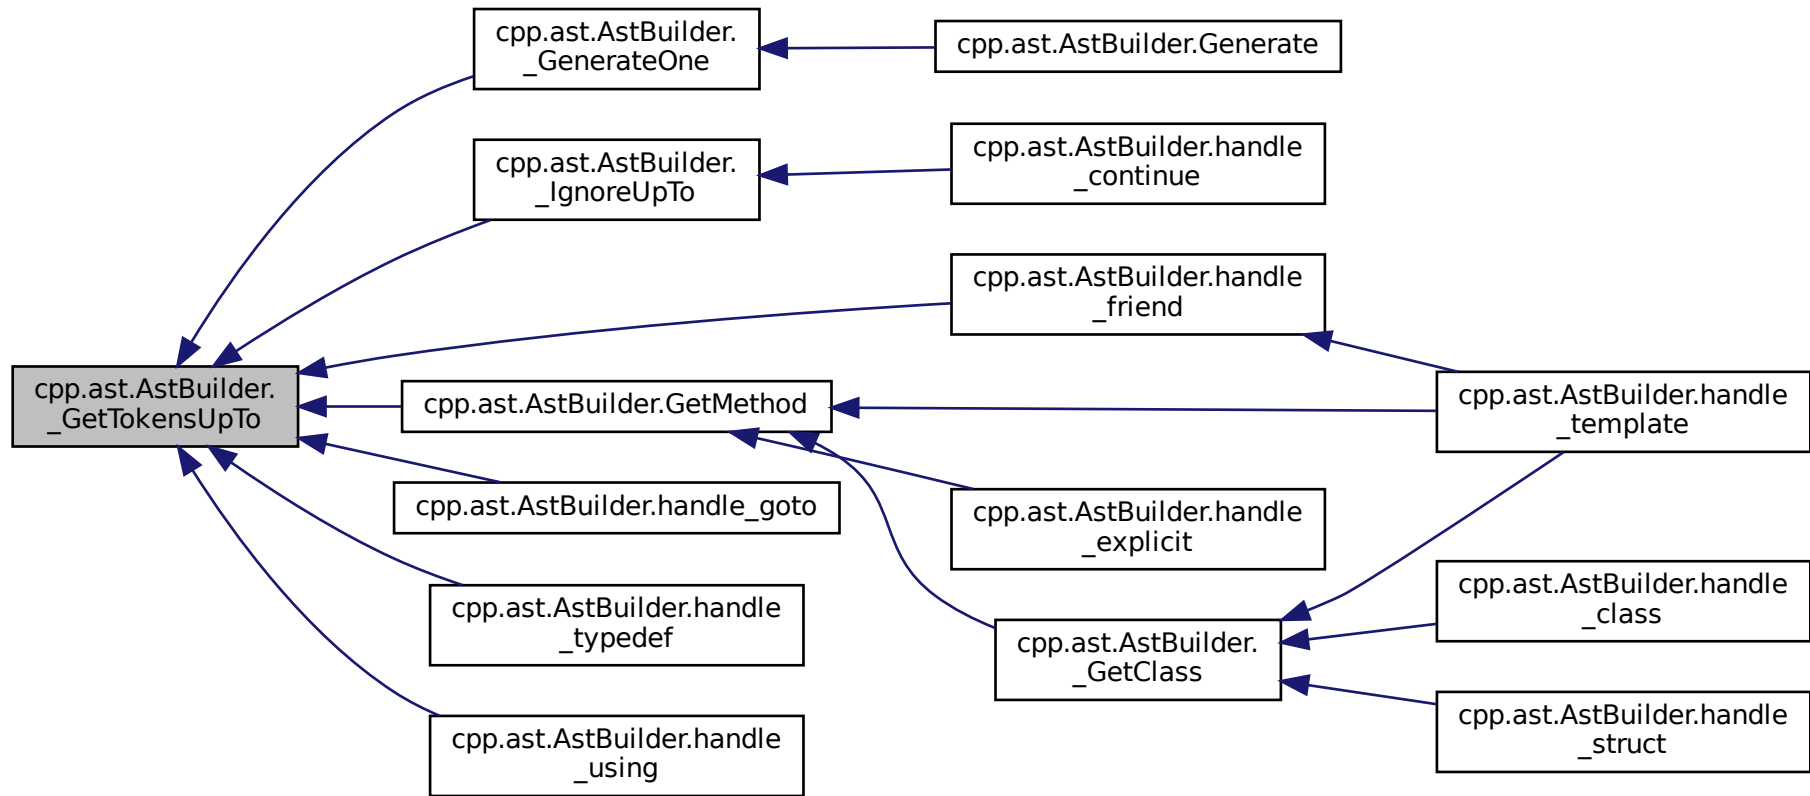 cpp.ast.AstBuilder.
_GenerateOne
cpp.ast.AstBuilder.Generate
cpp.ast.AstBuilder.
_IgnoreUpTo
cpp.ast.AstBuilder.handle
_continue
cpp.ast.AstBuilder.handle
_friend
cpp.ast.AstBuilder.
_GetTokensUpTo
cpp.ast.AstBuilder.GetMethod
cpp.ast.AstBuilder.handle
_template
cpp.ast.AstBuilder.handle_goto
cpp.ast.AstBuilder.handle
_explicit
cpp.ast.AstBuilder.handle
_typedef
cpp.ast.AstBuilder.handle
_class
cpp.ast.AstBuilder.
_GetClass
cpp.ast.AstBuilder.handle
_using
cpp.ast.AstBuilder.handle
_struct